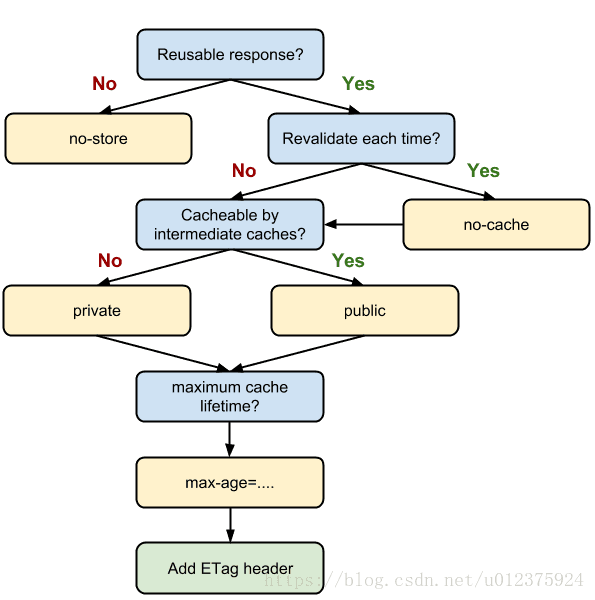 Reusable response?
No
Yes
no-store
Revalidate each time?
No
Yes
Cacheable by
intermediate caches?
no-cache
No
Yes
private
public
maximum cache
lifetime?
max-age=....
Add ETag header
https://blog.csdn.net/u012375924